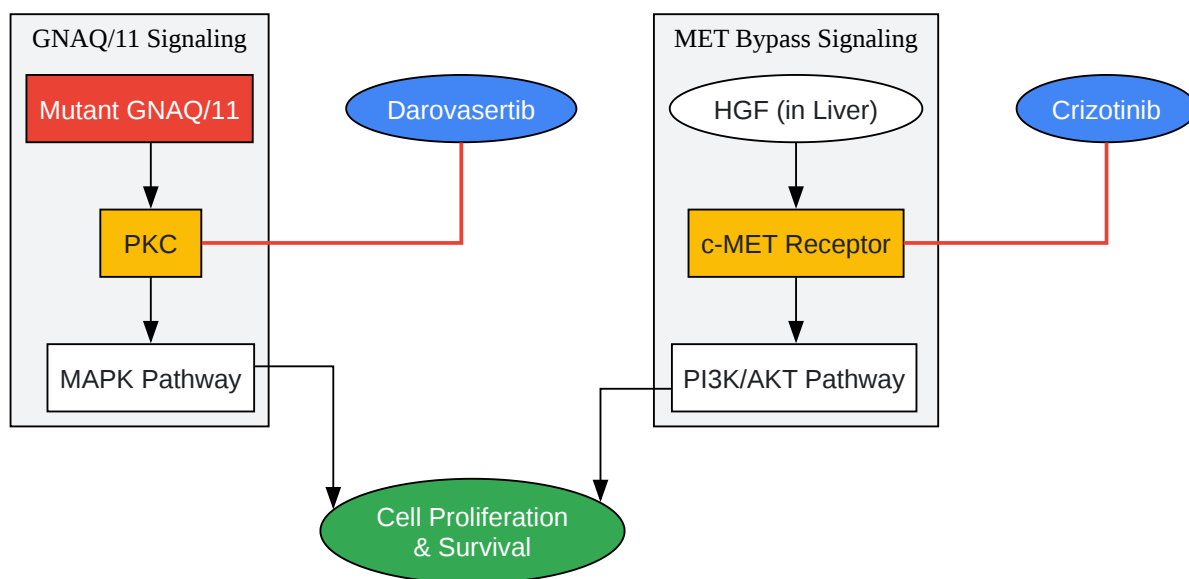 GNAQ/11 Signaling
MET Bypass Signaling
Mutant GNAQ/11
Darovasertib
HGF (in Liver)
Crizotinib
PKC
c-MET Receptor
MAPK Pathway
PI3K/AKT Pathway
Cell Proliferation
& Survival